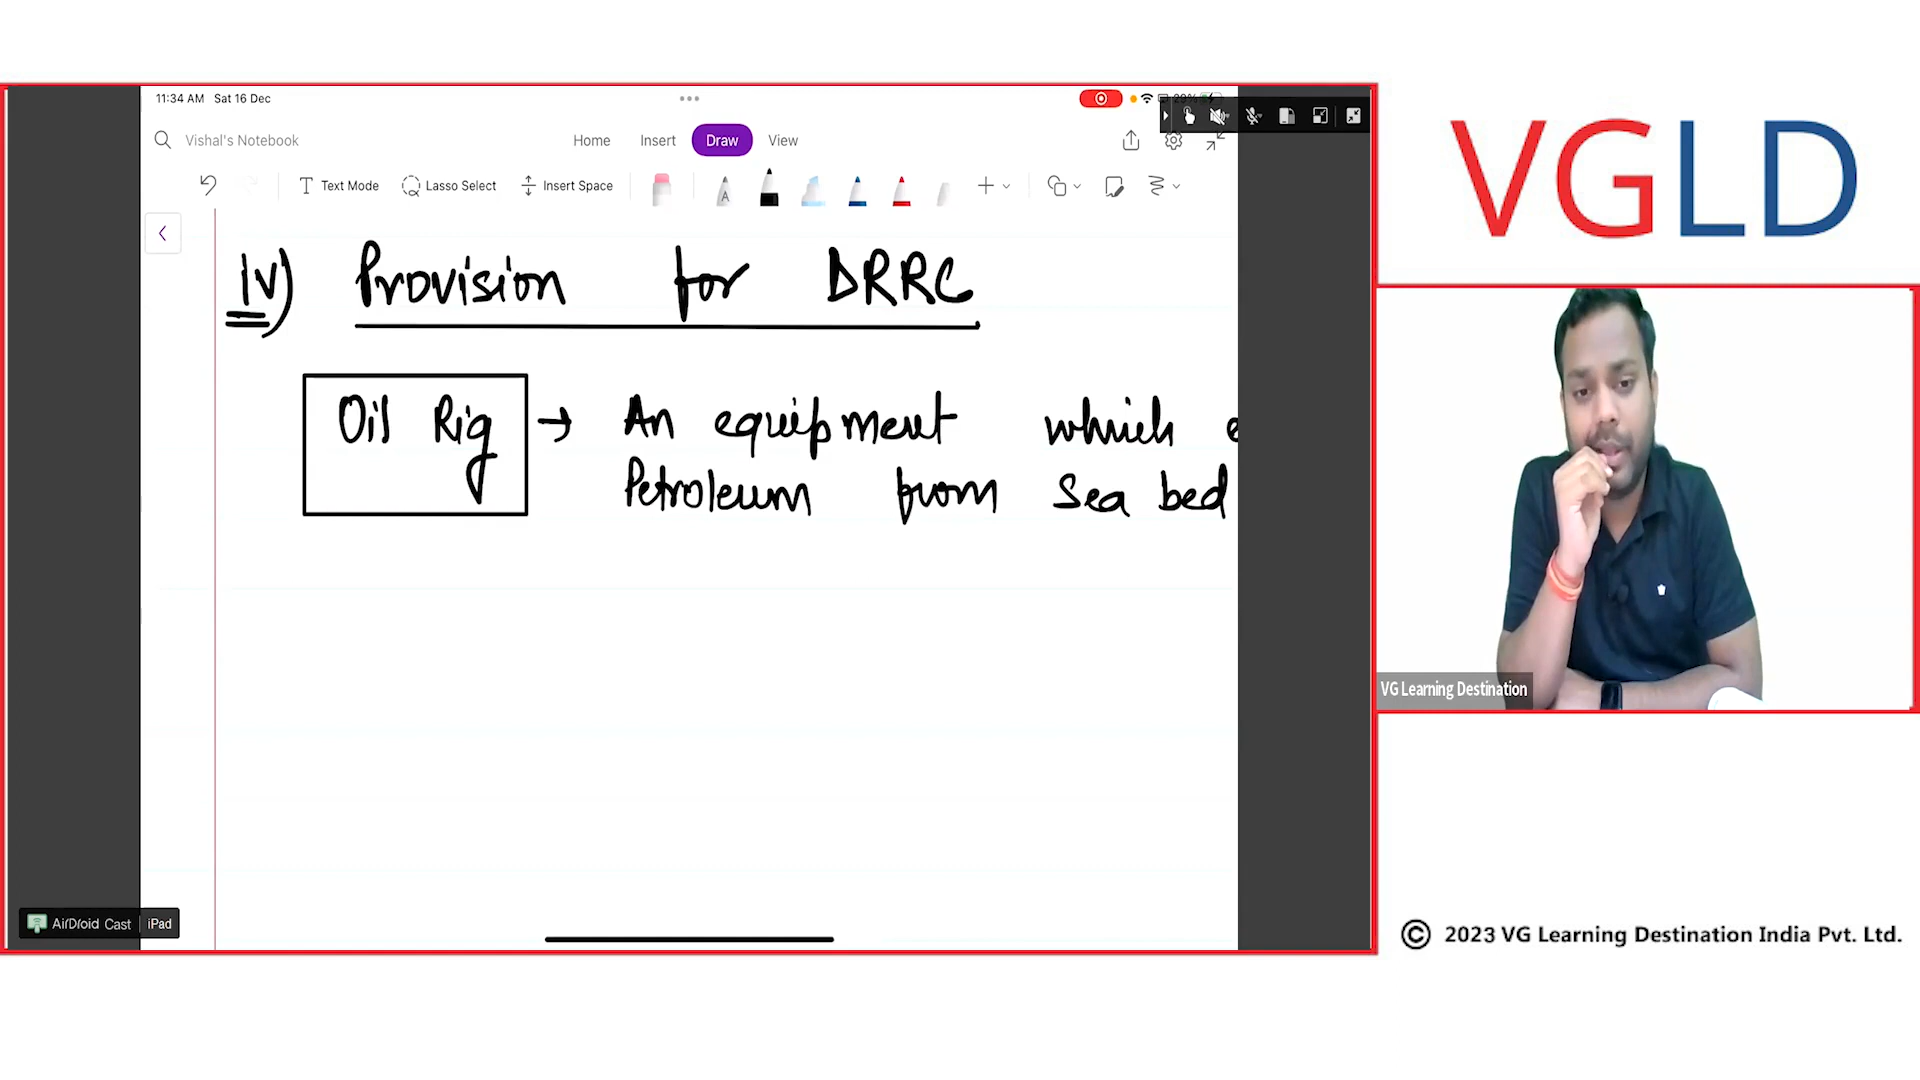 11:34 AM Sat 16 Dec
29%
Vishal's Notebook
Home Insert Draw View
Text Mode Lasso Select Insert Space
A
IV) Provision for DRRC
Oil Rig → An equipment which
Petroleum from Sea bed
AirDroid Cast iPad
VGLD
VG Learning Destination
© 2023 VG Learning Destination India Pvt. Ltd.